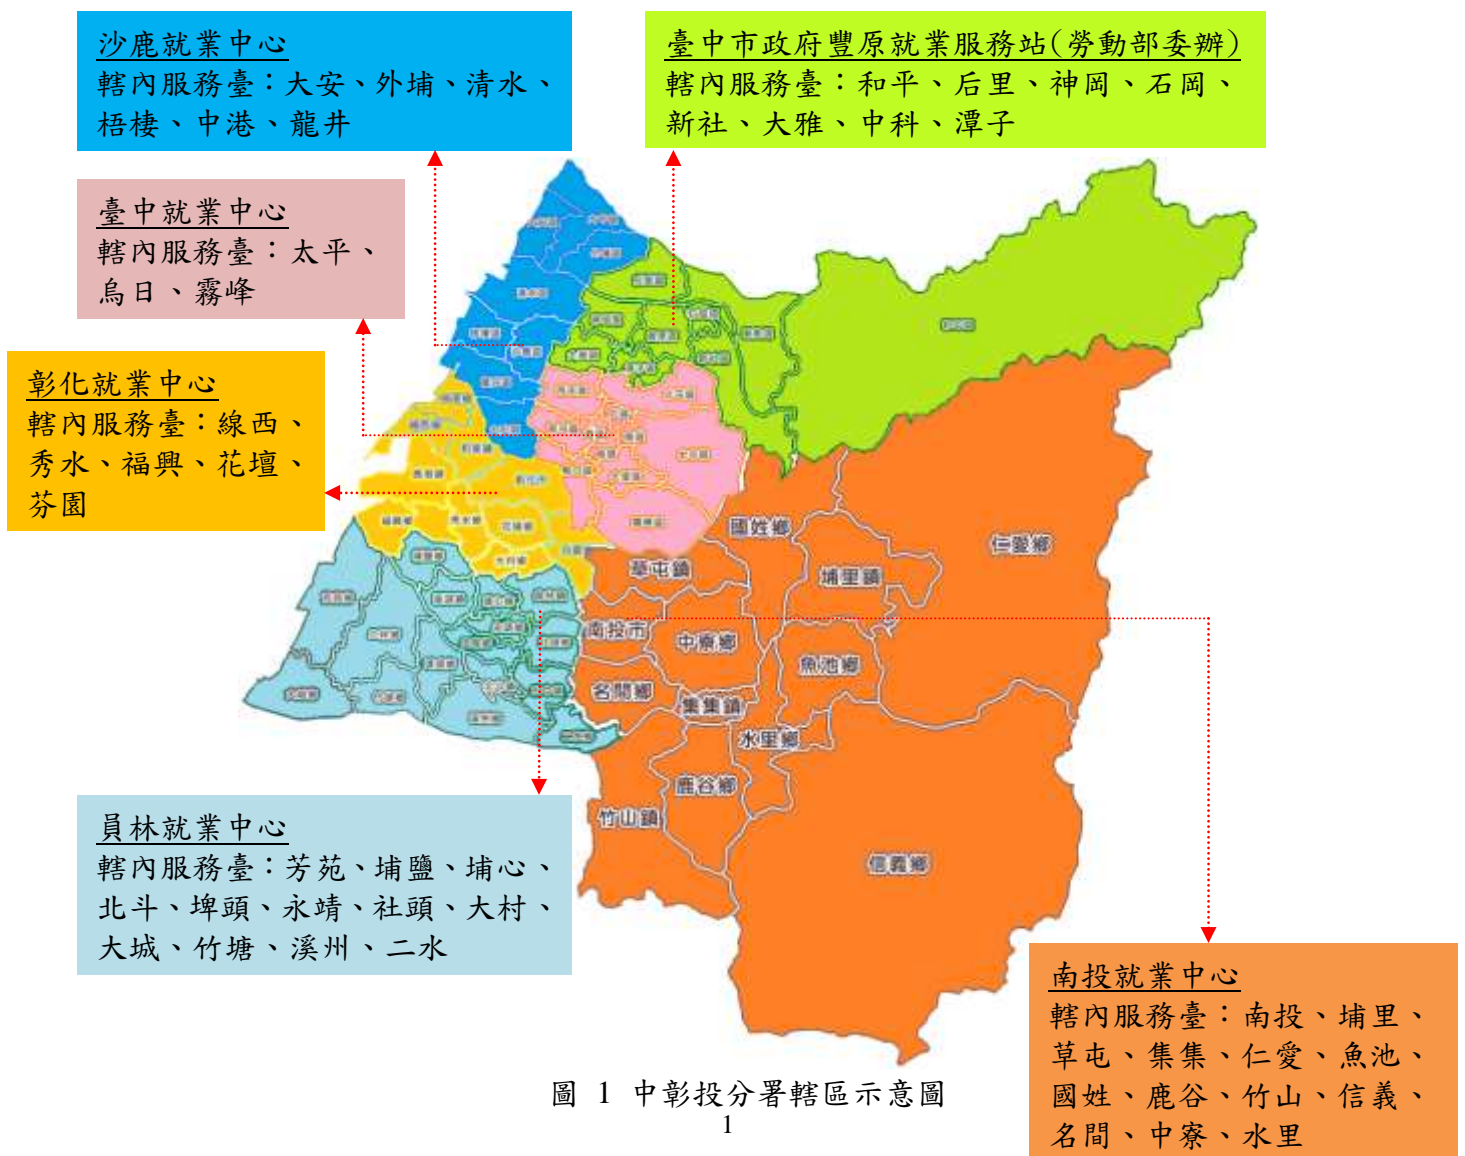 沙鹿就業中心
轄內服務臺：大安、外埔、清水、
梧棲、中港、龍井
臺中市政府豐原就業服務站(勞動部委辦)
轄內服務臺：和平、后里、神岡、石岡、
新社、大雅、中科、潭子
臺中就業中心
轄內服務臺：太平、
烏日、霧峰
彰化就業中心
轄內服務臺：線西、
秀水、福興、花壇、
芬園
國姓鄉
仁愛鄉
草屯鎮
埔里鎮
南投市
中寮鄉
魚池鄉
名間鄉
集集鎮
水里鄉
鹿谷鄉
竹山鎮
信義鄉
員林就業中心
轄內服務臺：芳苑、埔鹽、埔心、
北斗、埤頭、永靖、社頭、大村、
大城、竹塘、溪州、二水
南投就業中心
轄內服務臺：南投、埔里、
草屯、集集、仁愛、魚池、
國姓、鹿谷、竹山、信義、
名間、中寮、水里
圖 1 中彰投分署轄區示意圖
1